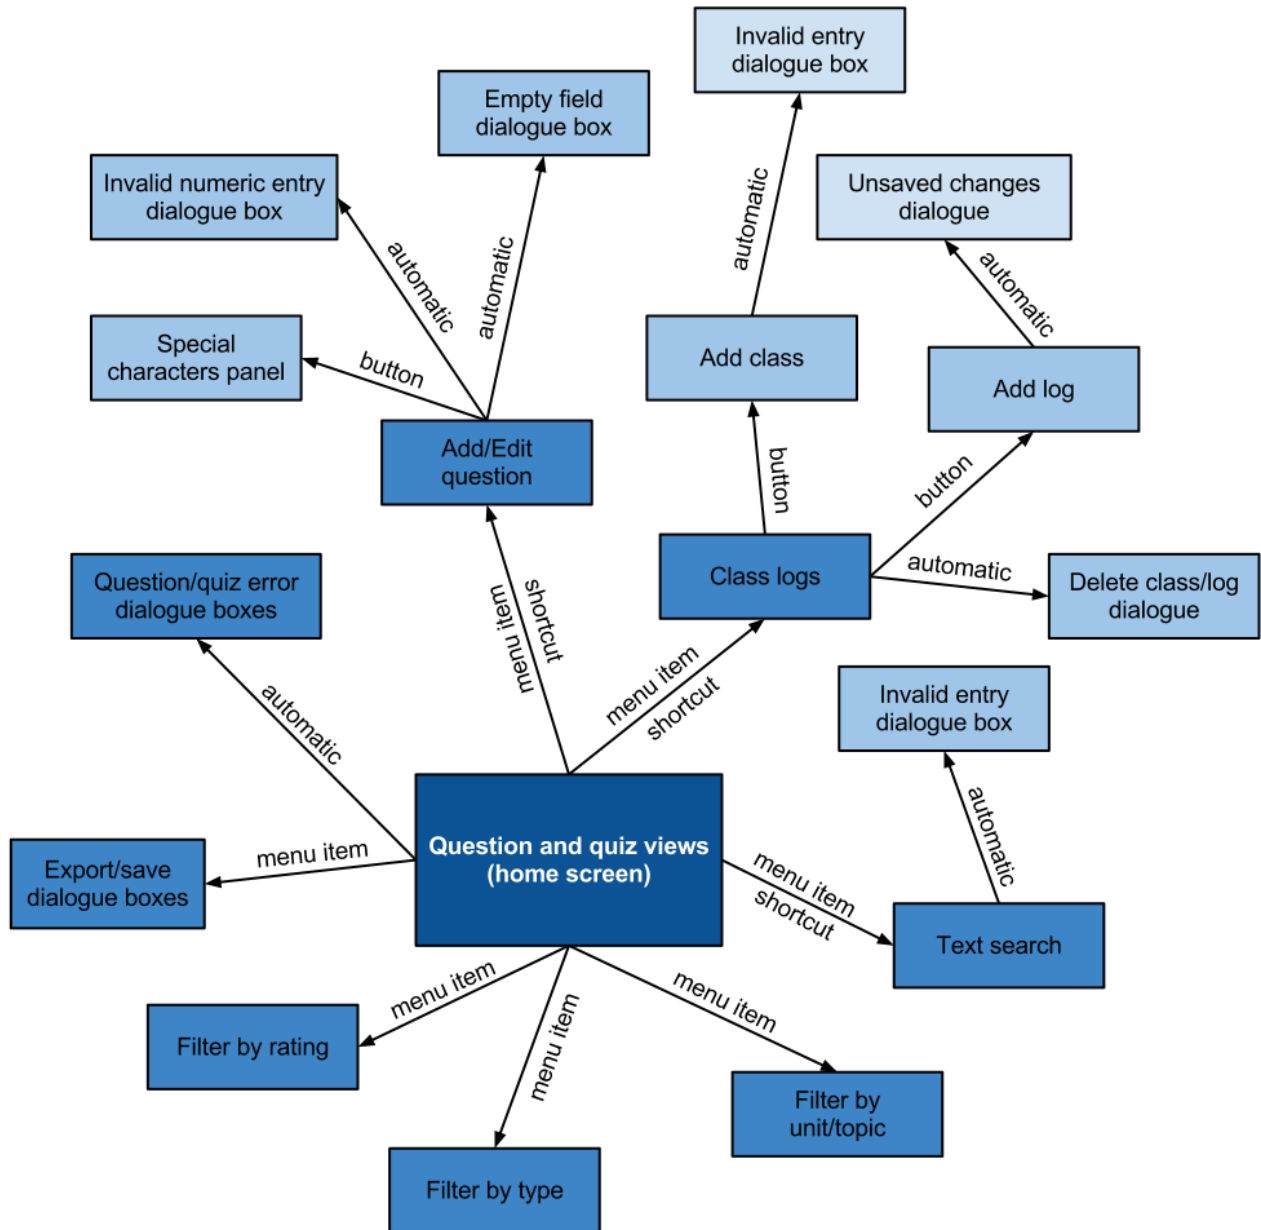 Invalid entry
dialogue box
Empty field
dialogue box
Invalid numeric entry
dialogue box
Unsaved changes
dialogue
automatic
automatic
automatic
automatic
Special
characters panel
button
Add class
Add log
Add/Edit
question
button
button
Class logs
automatic
Delete class/log
dialogue
Question/quiz error
dialogue boxes
shortcut
menu item
menu item
shortcut
automatic
Invalid entry
dialogue box
automatic
Export/save
dialogue boxes
menu item
Question and quiz views
(home screen)
menu item
shortcut
Text search
menu item
menu item
menu item
Filter by rating
Filter by
unit/topic
Filter by type